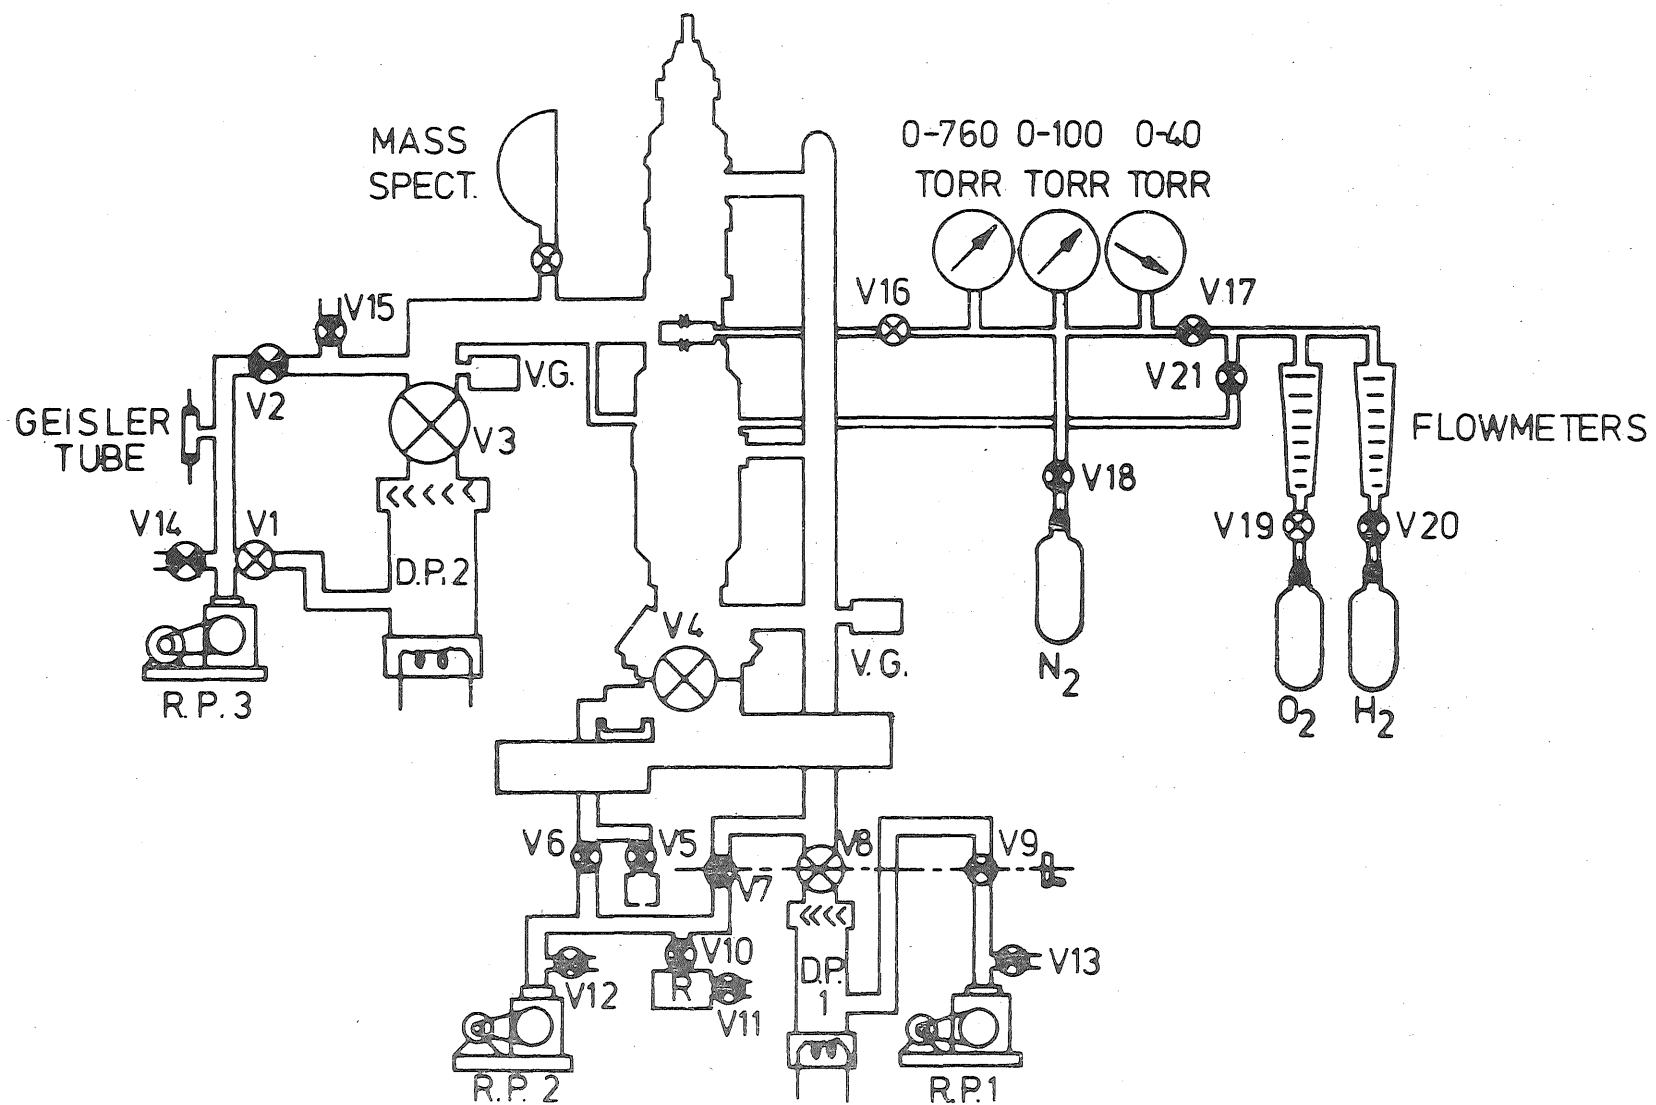 0-760 0-100 0-40
TORR TORR TORR
MASS
SPECT.
V15
V16
V17
V.G.
V2
V21
GEISLER
TUBE
V3
FLOWMETERS
V18
V14
V1
V19
V20
D.P.2
V4
V.G.
N2
R.P.3
O2
H2
V6
V5
V8
V9
V7
V10
V13
D.P.
1
R
V12
V11
R.P.2
R.P.1